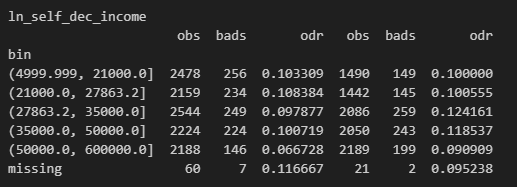 ln_self_dec_income
obs bads odr obs bads odr
bin
(4999.999, 21000.0] 2478 256 0.103309 1490 149 0.100000
(21000.0, 27863.2] 2159 234 0.108384 1442 145 0.100555
(27863.2, 35000.0] 2544 249 0.097877 2086 259 0.124161
(35000.0, 50000.0] 2224 224 0.100719 2050 243 0.118537
(50000.0, 600000.0] 2188 146 0.066728 2189 199 0.090909
missing 60 7 0.116667 21 2 0.095238